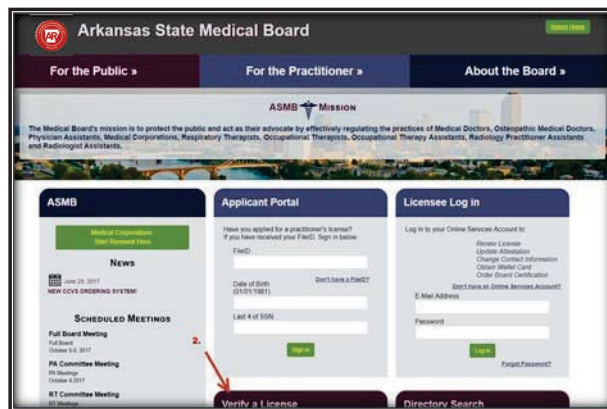 AR
Arkansas State Medical Board
For the Public »
For the Practitioner »
About the Board »
ASMB Mission
The Medical Board's mission is to protect the public and act as their advocate by effectively regulating the practices of Medical Doctors, Osteopathic Medical Doctors,
Physician Assistants, Medical Corporations, Respiratory Therapists, Occupational Therapists, Occupational Therapy Assistants, Radiology Practitioner Assistants
and Radiologist Assistants.
ASMB
Medical Corporations
Start Renewal Here
News
June 29, 2017
NEW CCVS ORDERING SYSTEM!
Scheduled Meetings
Full Board Meeting
Full Board
October 5-6, 2017
PA Committee Meeting
PA Meetings
October 4 2017
RT Committee Meeting
RT Meetings
Applicant Portal
Have you applied for a practitioner's license?
If you have received your FileID, Sign in below.
FileID
Don't have a FileID?
Date of Birth
(01/01/1981)
Last 4 of SSN
Sign in
2.
Verify a License
Licensee Log in
Log in to your Online Services Account to:
Renew License
Update Attestation
Change Contact Information
Obtain Wallet Card
Order Board Certification
Don't have an Online Services Account?
E-Mail Address
Password
Log in
Forgot Password?
Directory Search